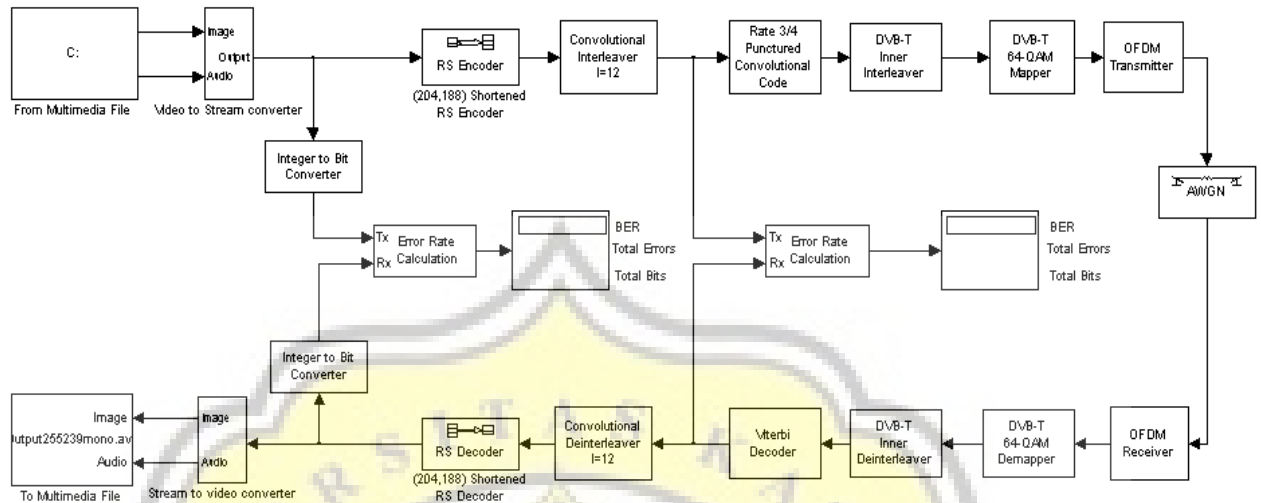 C:
From Multimedia File
Image
Output
Audio
Video to Stream converter
RS Encoder
(204,188) Shortened
RS Encoder
Convolutional
Interleaver
I=12
Rate 3/4
Punctured
Convolutional
Code
DVB-T
Inner
Interleaver
DVB-T
64-QAM
Mapper
OFDM
Transmitter
AWGN
Integer to Bit
Converter
Tx
Rx
Error Rate
Calculation
BER
Total Errors
Total Bits
Tx
Rx
Error Rate
Calculation
BER
Total Errors
Total Bits
Integer to Bit
Converter
Image
utput255239mono.av
Audio
To Multimedia File
Image
Audio
Stream to video converter
RS Decoder
(204,188) Shortened
RS Decoder
Convolutional
Deinterleaver
I=12
Viterbi
Decoder
DVB-T
Inner
Deinterleaver
DVB-T
64-QAM
Demapper
OFDM
Receiver
R S I T A S K A